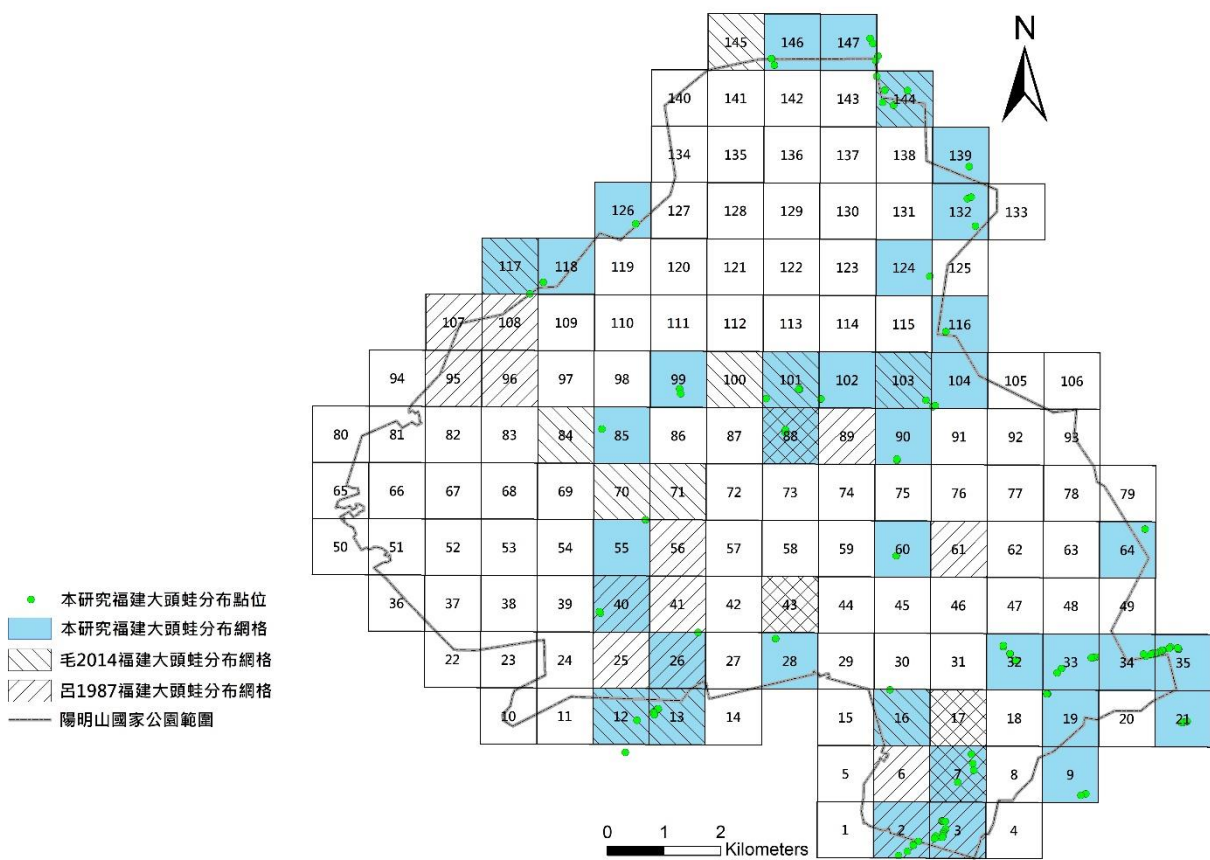 145 146 147
N
140 141 142 143 144
134 135 136 137 138 139
126 127 128 129 130 131 132 133
117 118 119 120 121 122 123 124 125
107 108 109 110 111 112 113 114 115 116
94 95 96 97 98 99 100 101 102 103 104 105 106
80 81 82 83 84 85 86 87 88 89 90 91 92 93
65 66 67 68 69 70 71 72 73 74 75 76 77 78 79
50 51 52 53 54 55 56 57 58 59 60 61 62 63 64
36 37 38 39 40 41 42 43 44 45 46 47 48 49
22 23 24 25 26 27 28 29 30 31 32 33 34 35
10 11 12 13 14 15 16 17 18 19 20 21
5 6 7 8 9
1 2 3 4
本研究福建大頭蛙分布點位
本研究福建大頭蛙分布網格
毛2014福建大頭蛙分布網格
呂1987福建大頭蛙分布網格
陽明山國家公園範圍
0 1 2
Kilometers